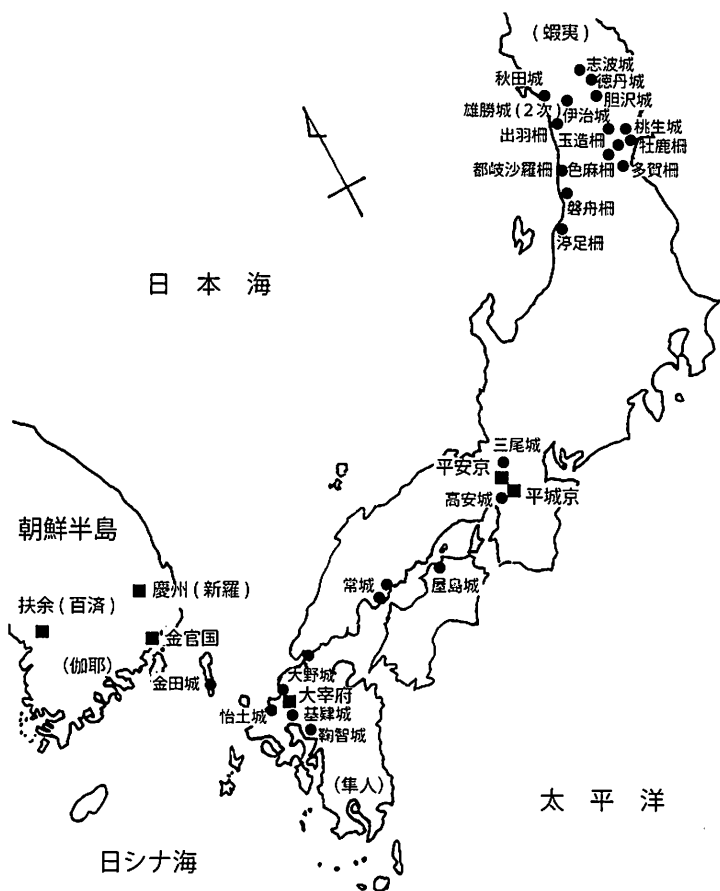 (蝦夷)
志波城
徳丹城
秋田城
胆沢城
雄勝城(2次)
伊治城
出羽柵
玉造柵
桃生城
牡鹿柵
都岐沙羅柵
色麻柵
多賀柵
磐舟柵
渟足柵
日本海
三尾城
平安京
平城京
高安城
朝鮮半島
慶州(新羅)
常城
屋島城
扶余(百済)
金官国
(伽耶)
金田城
大野城
大宰府
怡土城
基肄城
鞠智城
(隼人)
太平洋
日シナ海